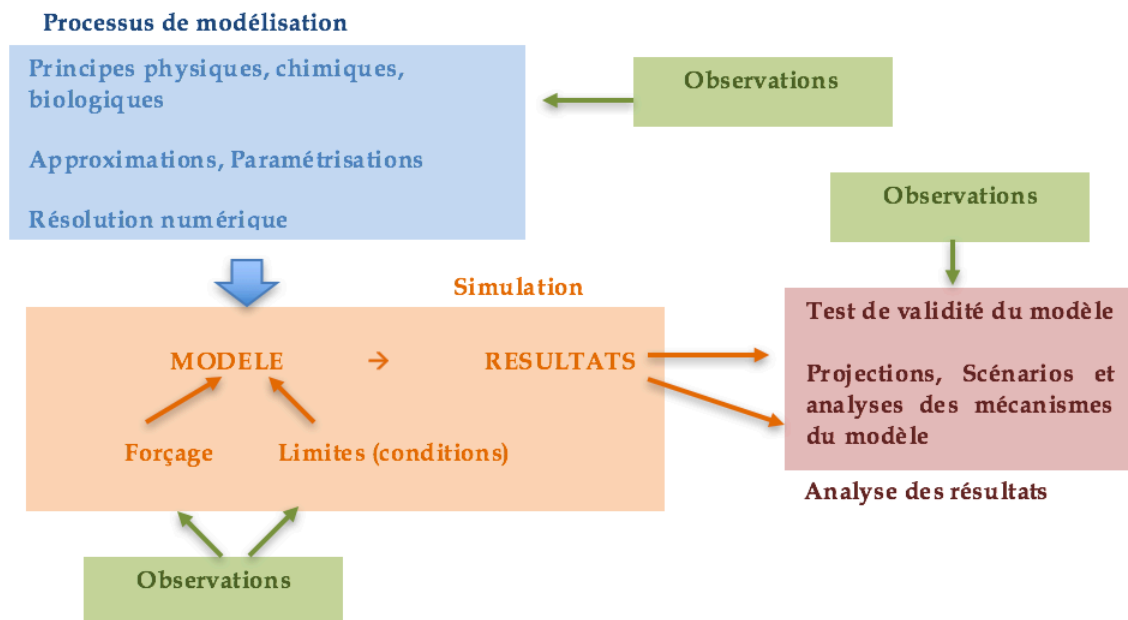 Processus de modélisation
Principes physiques, chimiques,
biologiques
Approximations, Paramétrisations
Résolution numérique
Observations
Observations
Simulation
MODELE → RESULTATS
Forçage Limites (conditions)
Test de validité du modèle
Projections, Scénarios et
analyses des mécanismes
du modèle
Analyse des résultats
Observations